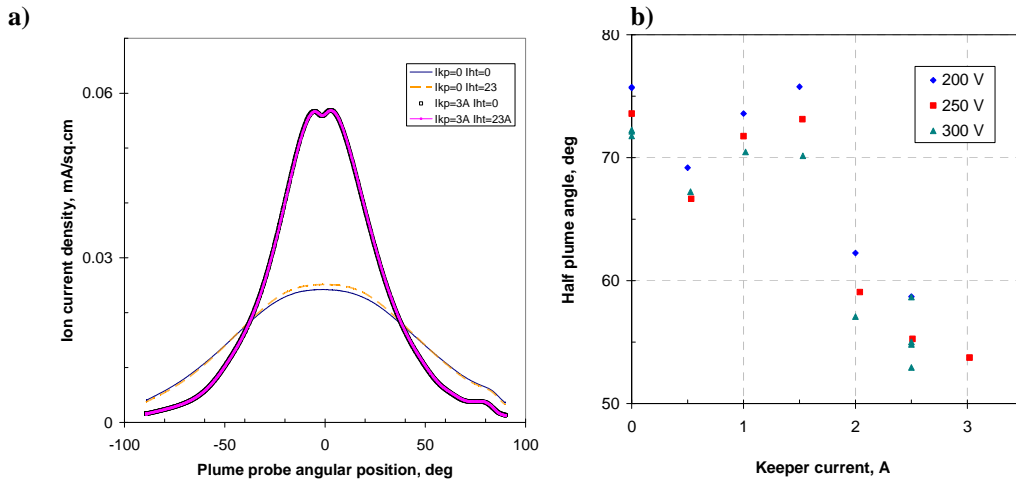 a)
Ion current density, mA/sq.cm
0.06
0.03
0
-100
-50
0
50
100
Plume probe angular position, deg
Ikp=0 Iht=0
Ikp=0 Iht=23
Ikp=3A Iht=0
Ikp=3A Iht=23A
b)
Half plume angle, deg
80
70
60
50
0
1
2
3
Keeper current, A
200 V
250 V
300 V